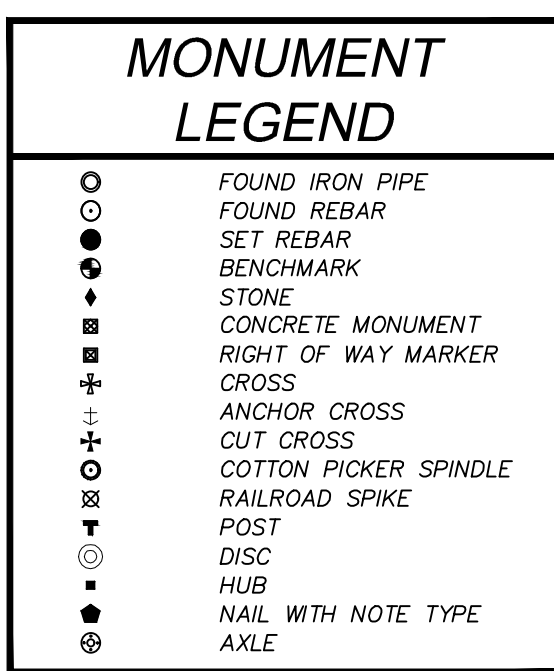 MONUMENT
LEGEND
FOUND IRON PIPE
FOUND REBAR
SET REBAR
BENCHMARK
STONE
CONCRETE MONUMENT
RIGHT OF WAY MARKER
CROSS
ANCHOR CROSS
CUT CROSS
COTTON PICKER SPINDLE
RAILROAD SPIKE
POST
DISC
HUB
NAIL WITH NOTE TYPE
AXLE